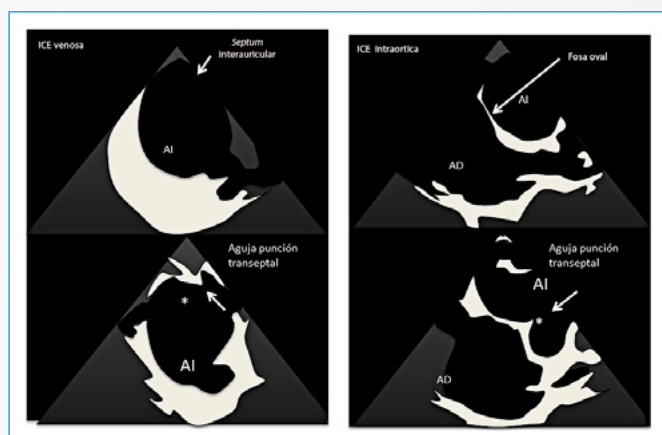 ICE venosa
Septum
interauricular
AI
ICE intraortica
Fosa oval
AI
AD
Aguja punción
transeptal
*
AI
Aguja punción
transeptal
AI
*
AD